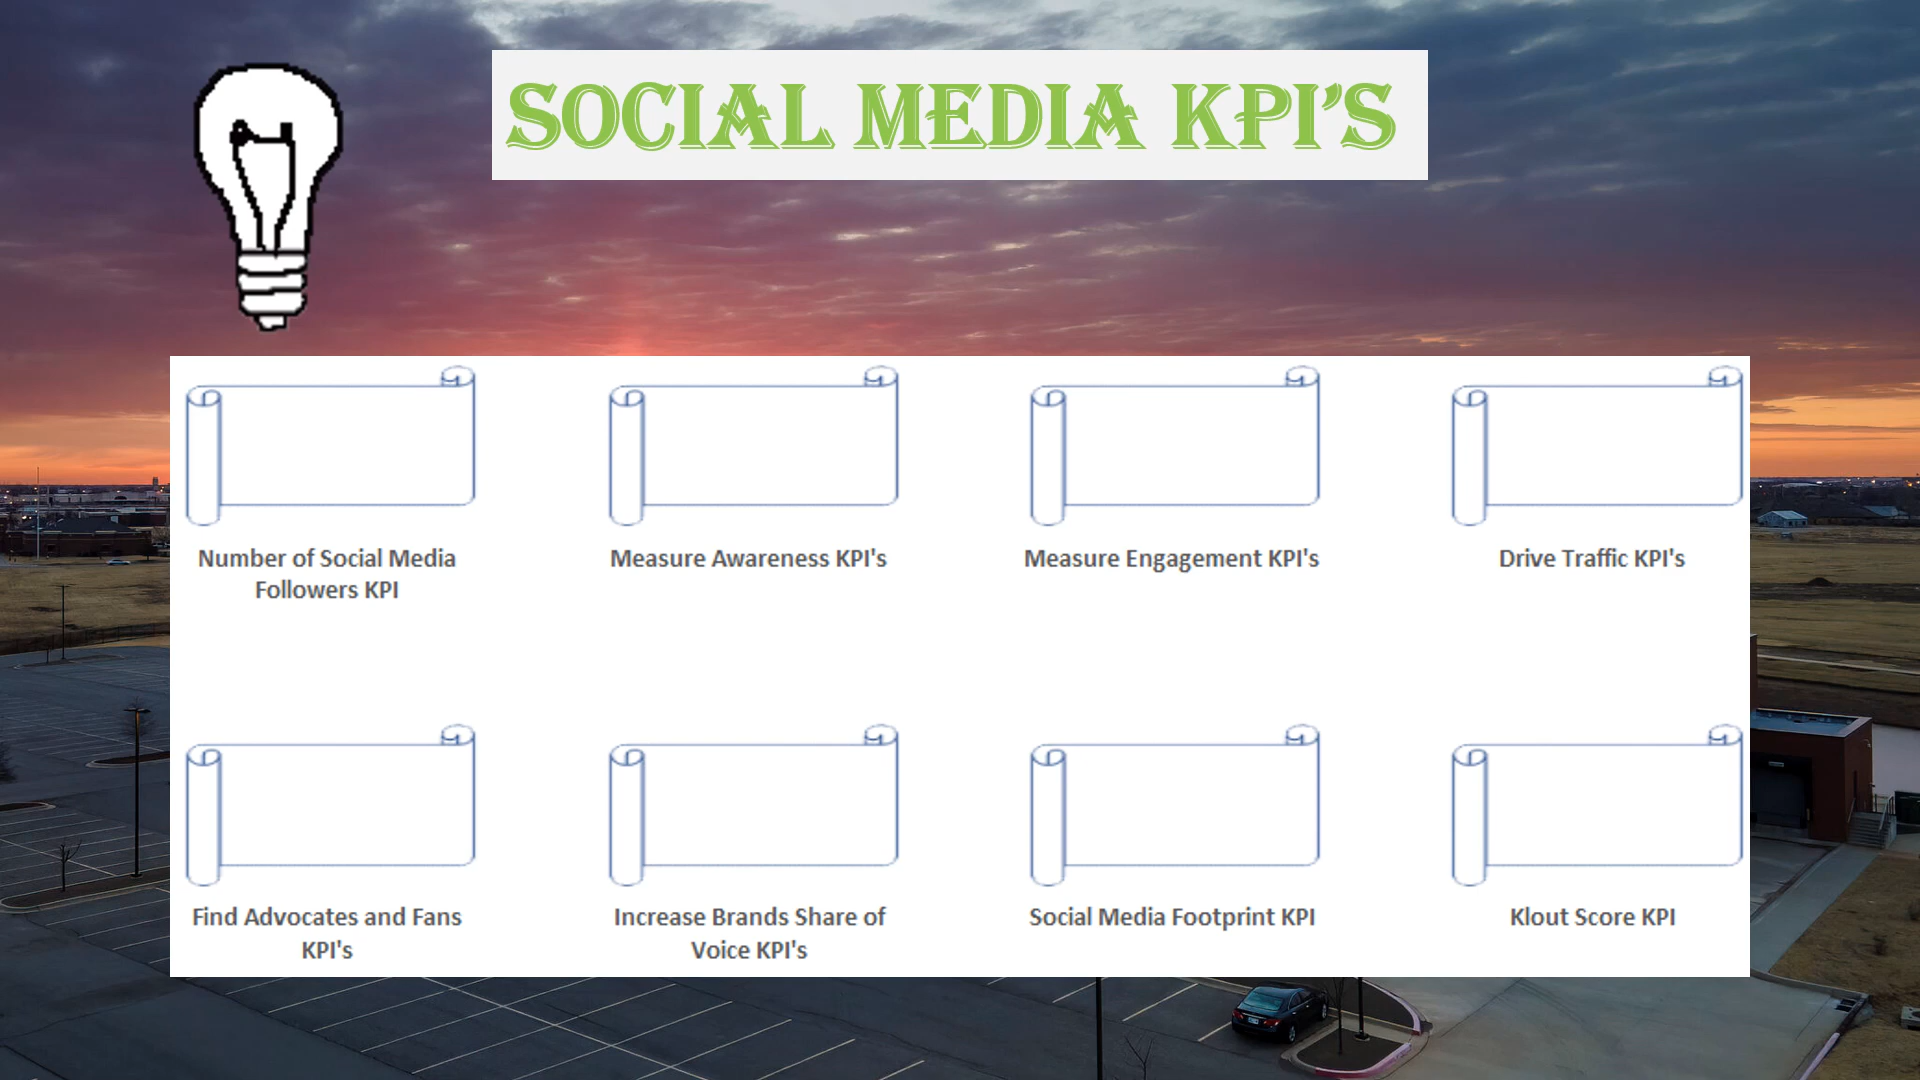 SOCIAL MEDIA KPI’S
Number of Social Media
Followers KPI
Measure Awareness KPI's
Measure Engagement KPI's
Drive Traffic KPI's
Find Advocates and Fans
KPI's
Increase Brands Share of
Voice KPI's
Social Media Footprint KPI
Klout Score KPI